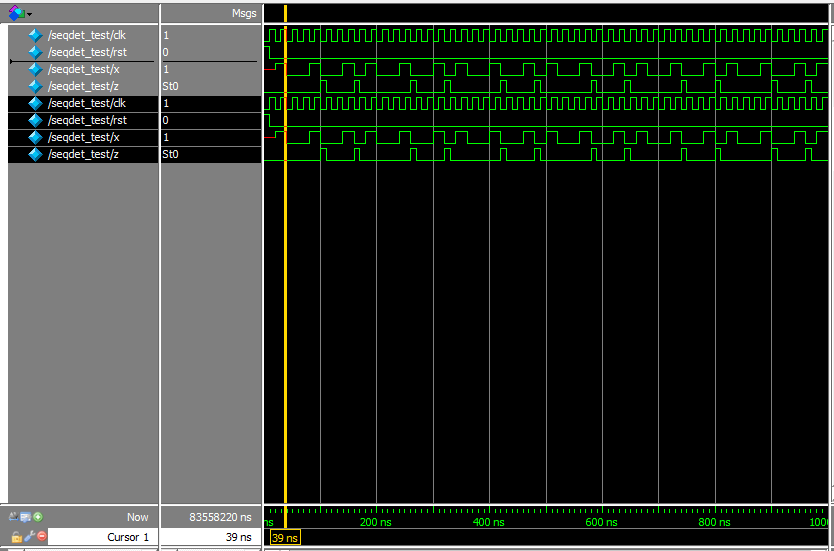 Msgs
/seqdet_test/clk 1
/seqdet_test/rst 0
/seqdet_test/x 1
/seqdet_test/z St0
/seqdet_test/clk 1
/seqdet_test/rst 0
/seqdet_test/x 1
/seqdet_test/z St0
Now 83558220 ns ns 200 ns 400 ns 600 ns 800 ns 1000
Cursor 1 39 ns 39 ns